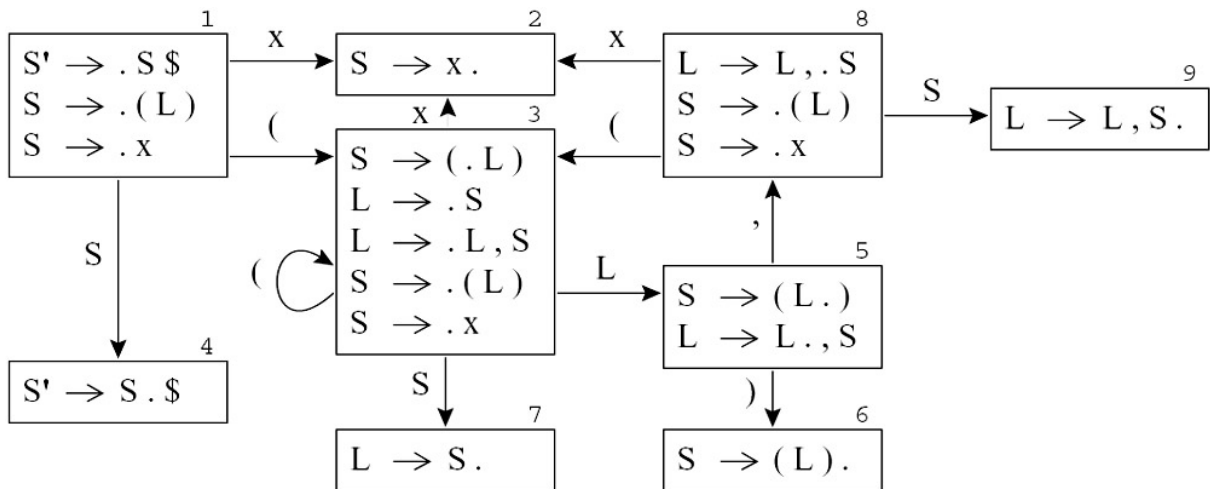 1
S' → . S $
S → . ( L )
S → . x
x
(
S
2
S → x .
x
3
S → ( . L )
L → . S
L → . L , S
S → . ( L )
S → . x
(
L
S
8
L → L , . S
S → . ( L )
S → . x
x
(
S
9
L → L , S .
,
5
S → ( L . )
L → L . , S
)
4
S' → S . $
7
L → S .
6
S → ( L ) .